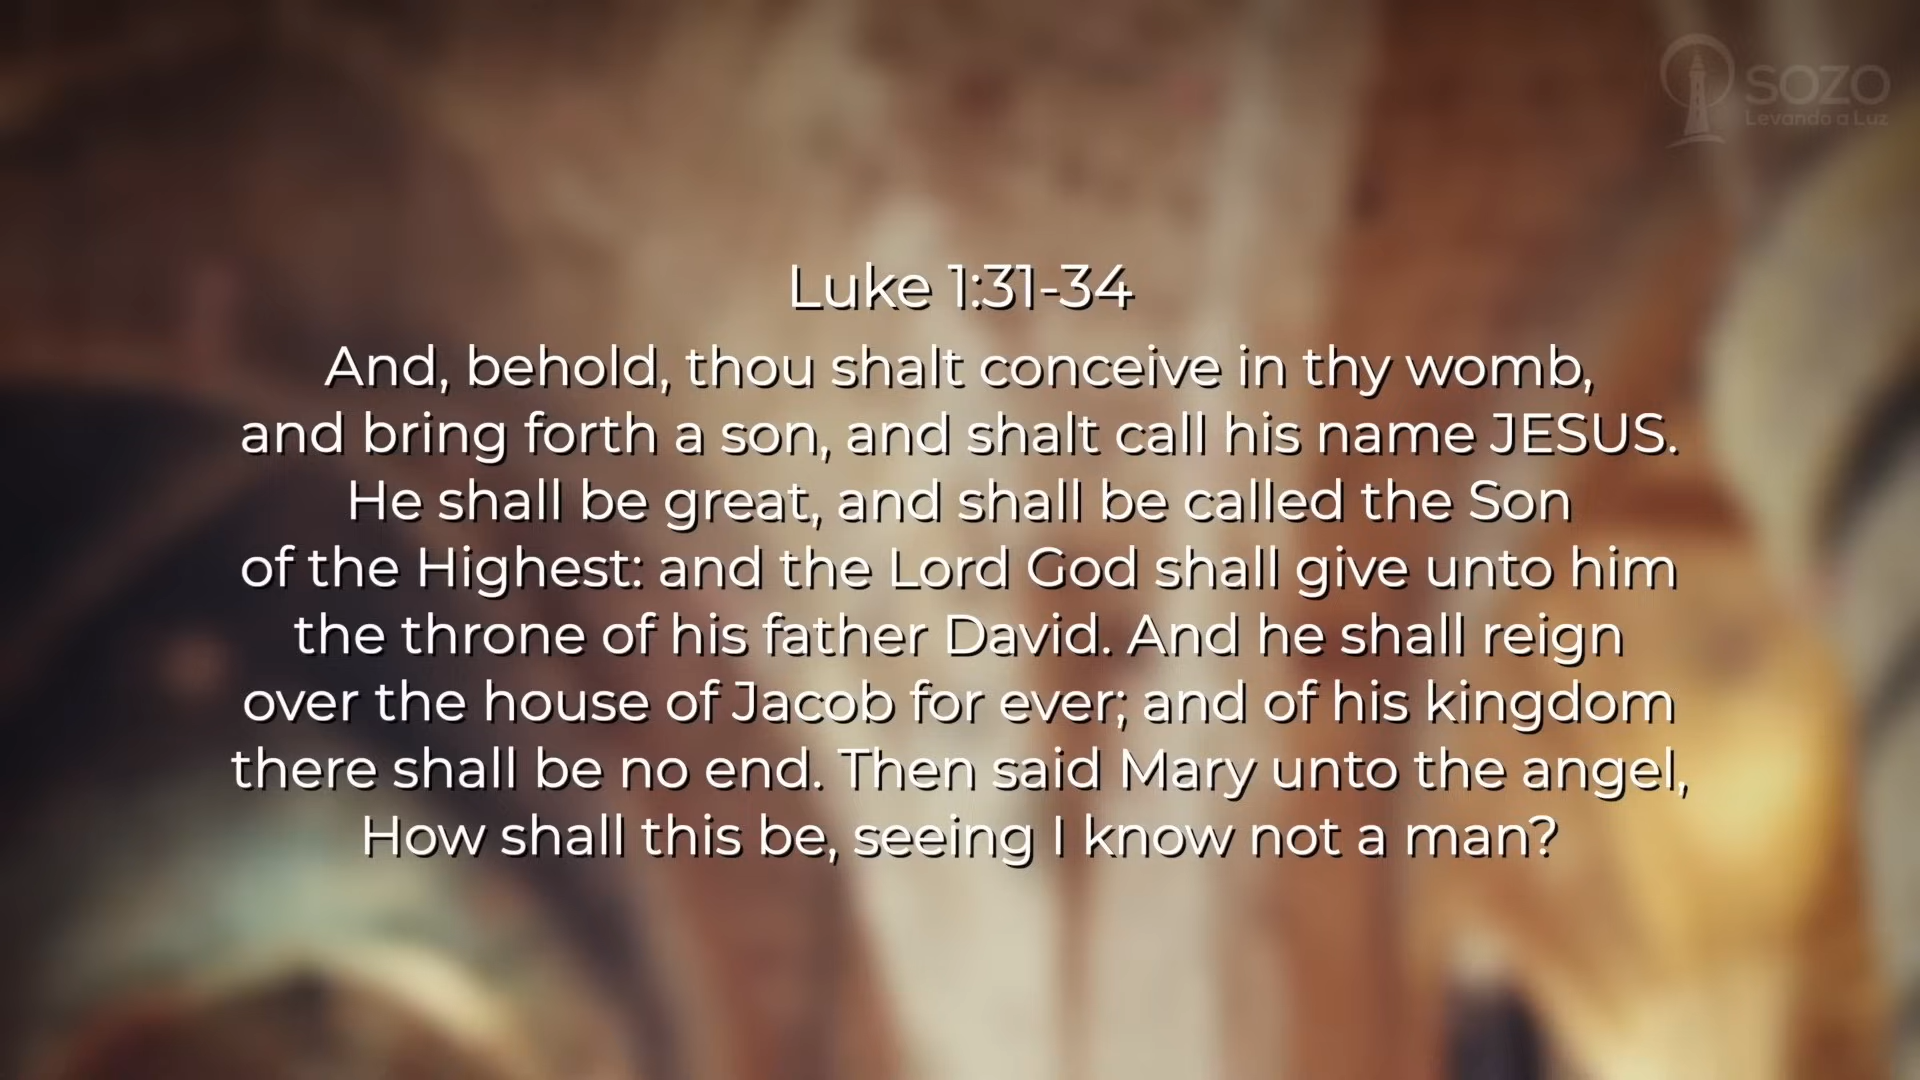 SOZO
Levando a Luz
Luke 1:31-34
And, behold, thou shalt conceive in thy womb,
and bring forth a son, and shalt call his name JESUS.
He shall be great, and shall be called the Son
of the Highest: and the Lord God shall give unto him
the throne of his father David. And he shall reign
over the house of Jacob for ever; and of his kingdom
there shall be no end. Then said Mary unto the angel,
How shall this be, seeing I know not a man?